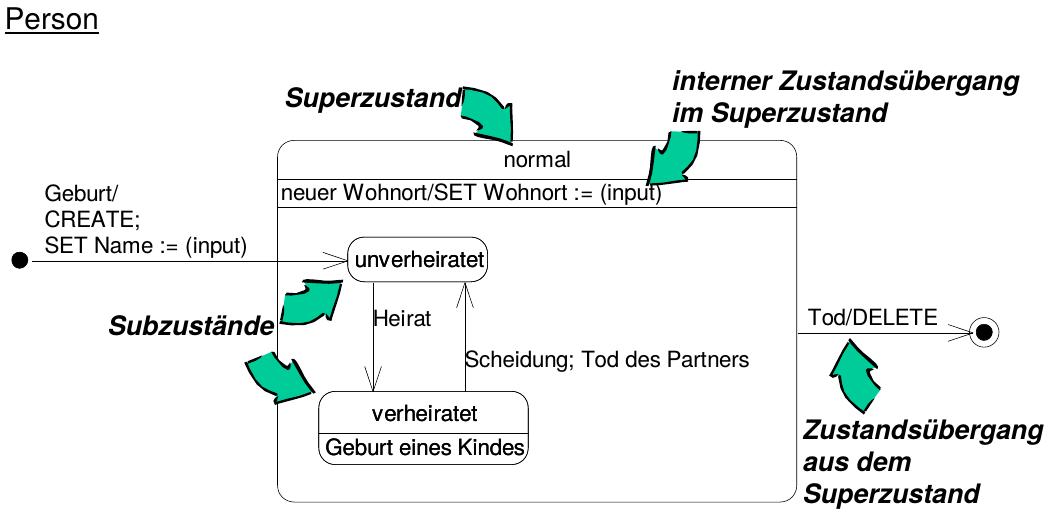 Person
Superzustand
interner Zustandsübergang
im Superzustand
normal
neuer Wohnort/SET Wohnort := (input)
Geburt/
CREATE;
SET Name := (input)
unverheiratet
Subzustände
Heirat
Scheidung; Tod des Partners
verheiratet
Geburt eines Kindes
Tod/DELETE
Zustandsübergang
aus dem
Superzustand